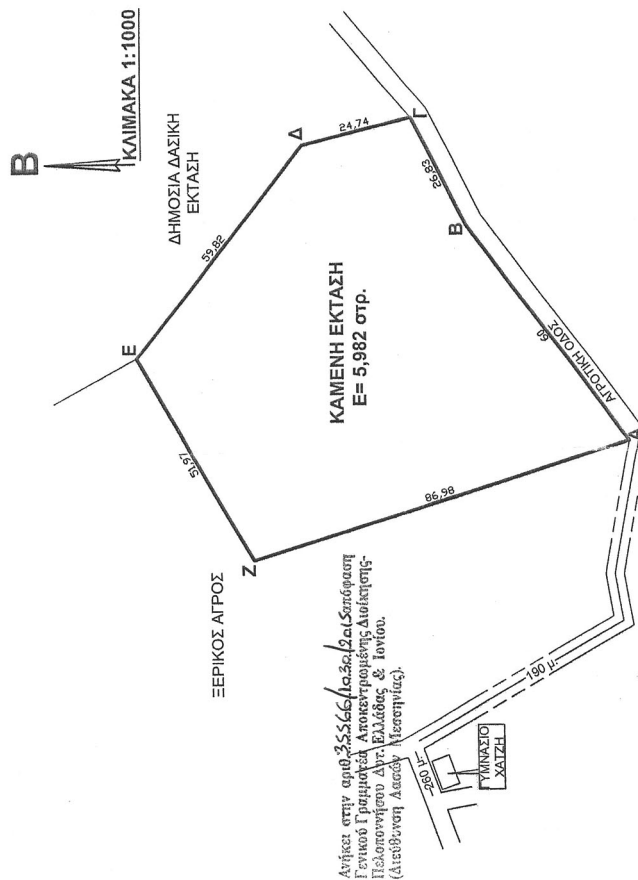 Β
ΚΛΙΜΑΚΑ 1:1000
ΔΗΜΟΣΙΑ ΔΑΣΙΚΗ
ΕΚΤΑΣΗ
Ε
59,82
Δ
24,74
Γ
26,83
Β
51,97
ΚΑΜΕΝΗ ΕΚΤΑΣΗ
Ε= 5,982 στρ.
60
ΑΓΡΟΤΙΚΗ ΟΔΟΣ
Α
86,98
Ζ
ΞΕΡΙΚΟΣ ΑΓΡΟΣ
Ανήκει στην αριθ. απόφαση
Γενικού Γραμματέα Αποκεντρωμένης Διοίκησης-
Πελοποννήσου Δυτ. Ελλάδας & Ιονίου.
(Διεύθυνση Δασών Μεσσηνίας).
190 μ.
260 μ.
ΓΥΜΝΑΣΙΟ
ΧΑΤΖΗ